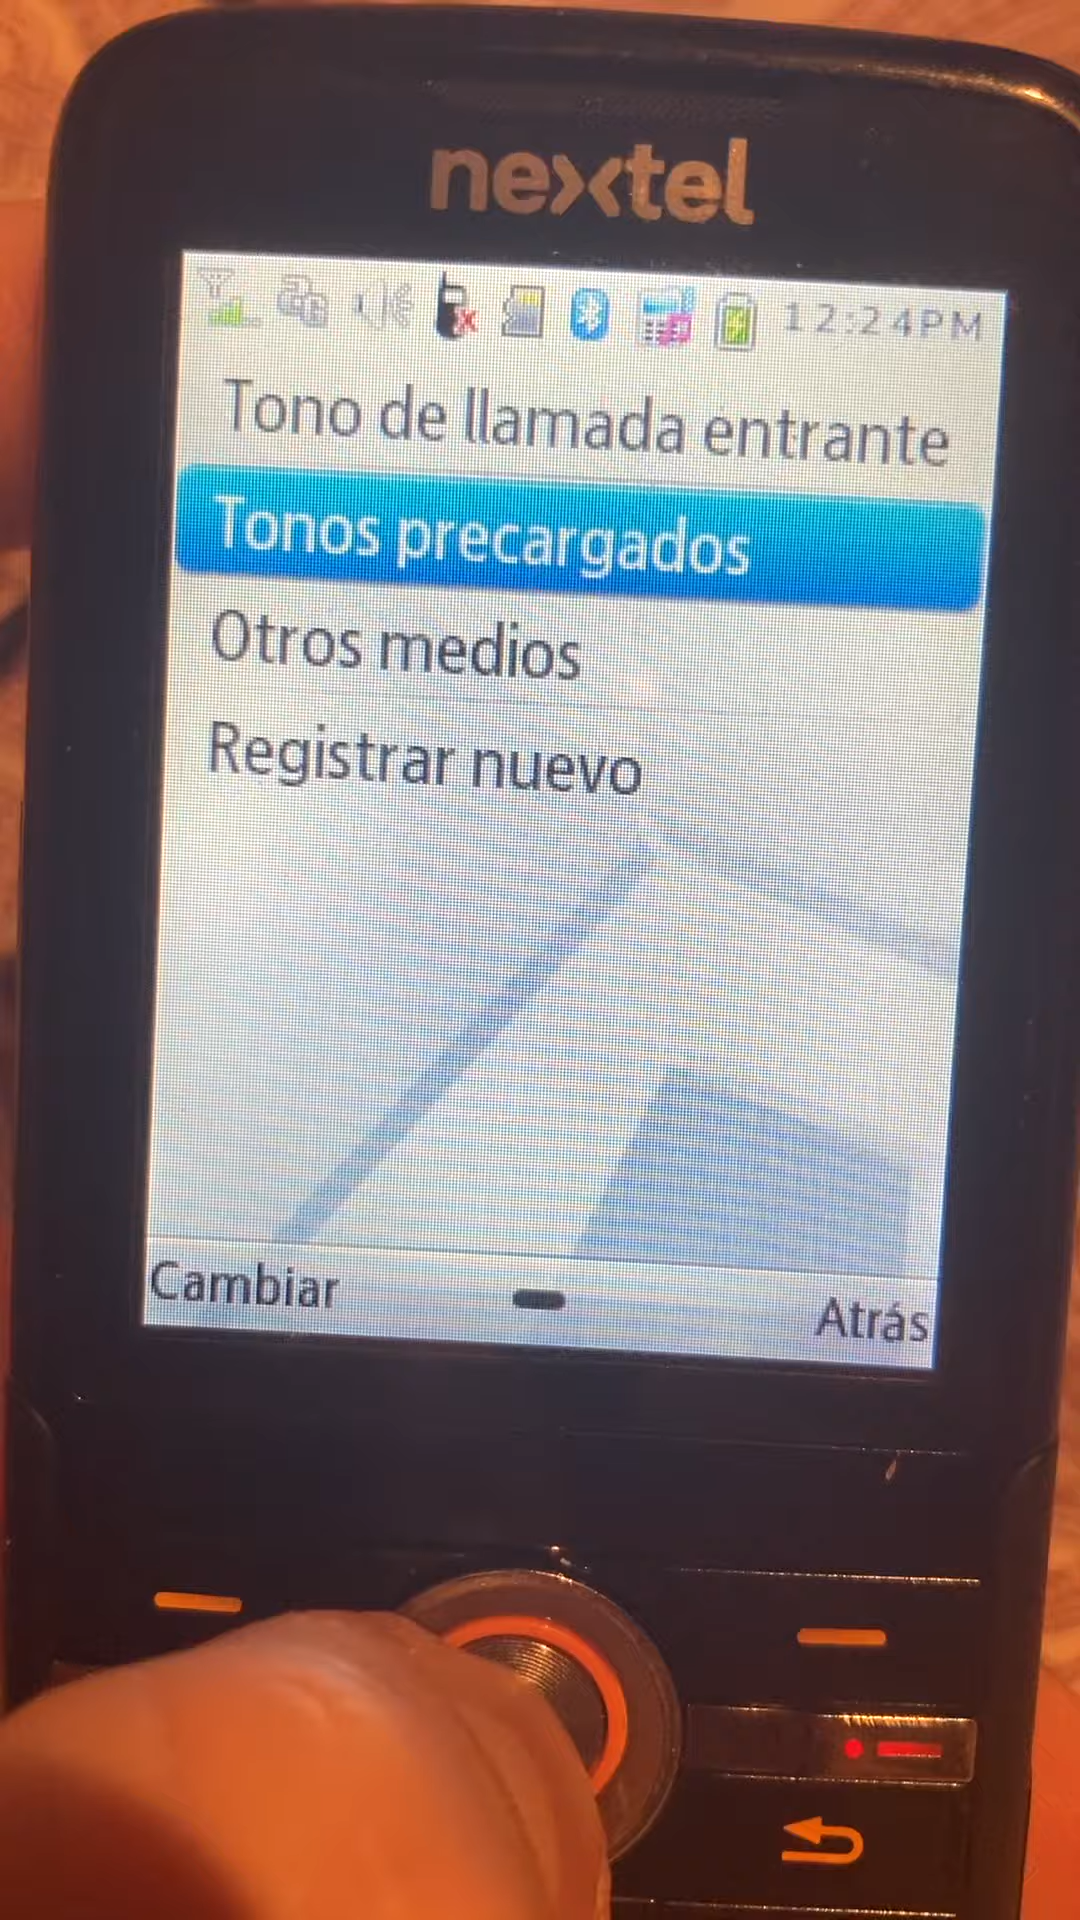 nextel
12:24PM
Tono de llamada entrante
Tonos precargados
Otros medios
Registrar nuevo
Cambiar
Atrás